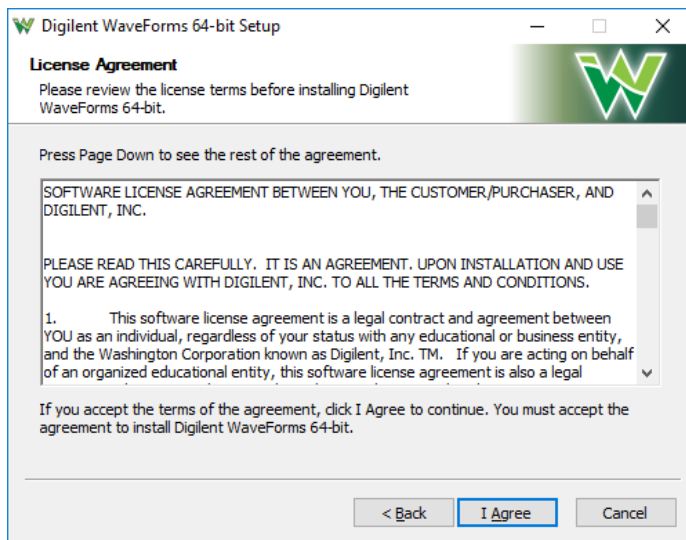 Digilent WaveForms 64-bit Setup
License Agreement
Please review the license terms before installing Digilent
WaveForms 64-bit.
Press Page Down to see the rest of the agreement.
SOFTWARE LICENSE AGREEMENT BETWEEN YOU, THE CUSTOMER/PURCHASER, AND
DIGILENT, INC.
PLEASE READ THIS CAREFULLY.  IT IS AN AGREEMENT. UPON INSTALLATION AND USE
YOU ARE AGREEING WITH DIGILENT, INC. TO ALL THE TERMS AND CONDITIONS.
1. This software license agreement is a legal contract and agreement between
YOU as an individual, regardless of your status with any educational or business entity,
and the Washington Corporation known as Digilent, Inc. TM.   If you are acting on behalf
of an organized educational entity, this software license agreement is also a legal
If you accept the terms of the agreement, click I Agree to continue. You must accept the
agreement to install Digilent WaveForms 64-bit.
< Back
I Agree
Cancel